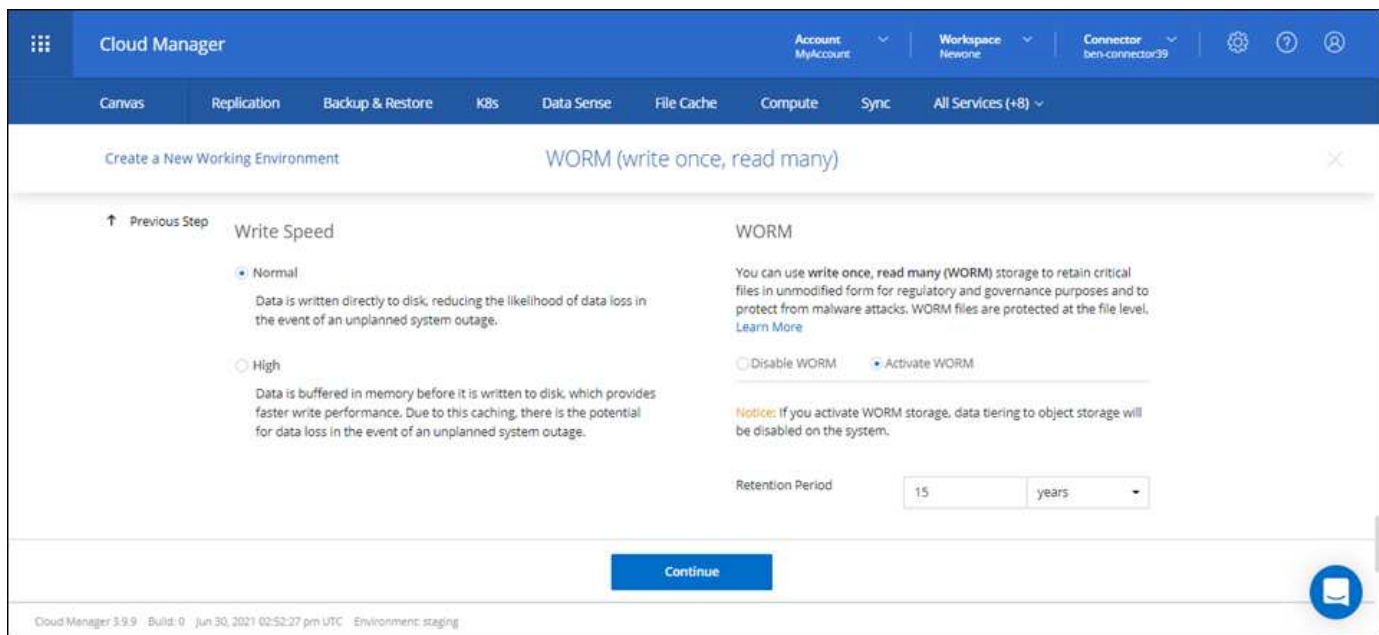 Cloud Manager
Account
MyAccount
Workspace
Newone
Connector
ben-connector39
Canvas
Replication
Backup & Restore
K8s
Data Sense
File Cache
Compute
Sync
All Services (+8)
Create a New Working Environment
WORM (write once, read many)
↑ Previous Step
Write Speed
Normal
Data is written directly to disk, reducing the likelihood of data loss in
the event of an unplanned system outage.
High
Data is buffered in memory before it is written to disk, which provides
faster write performance. Due to this caching, there is the potential
for data loss in the event of an unplanned system outage.
WORM
You can use write once, read many (WORM) storage to retain critical
files in unmodified form for regulatory and governance purposes and to
protect from malware attacks. WORM files are protected at the file level.
Learn More
Disable WORM
Activate WORM
Notice: If you activate WORM storage, data tiering to object storage will
be disabled on the system.
Retention Period
15
years
Continue
Cloud Manager 3.9.9 Build: 0 Jun 30, 2021 02:52:27 pm UTC Environment: staging